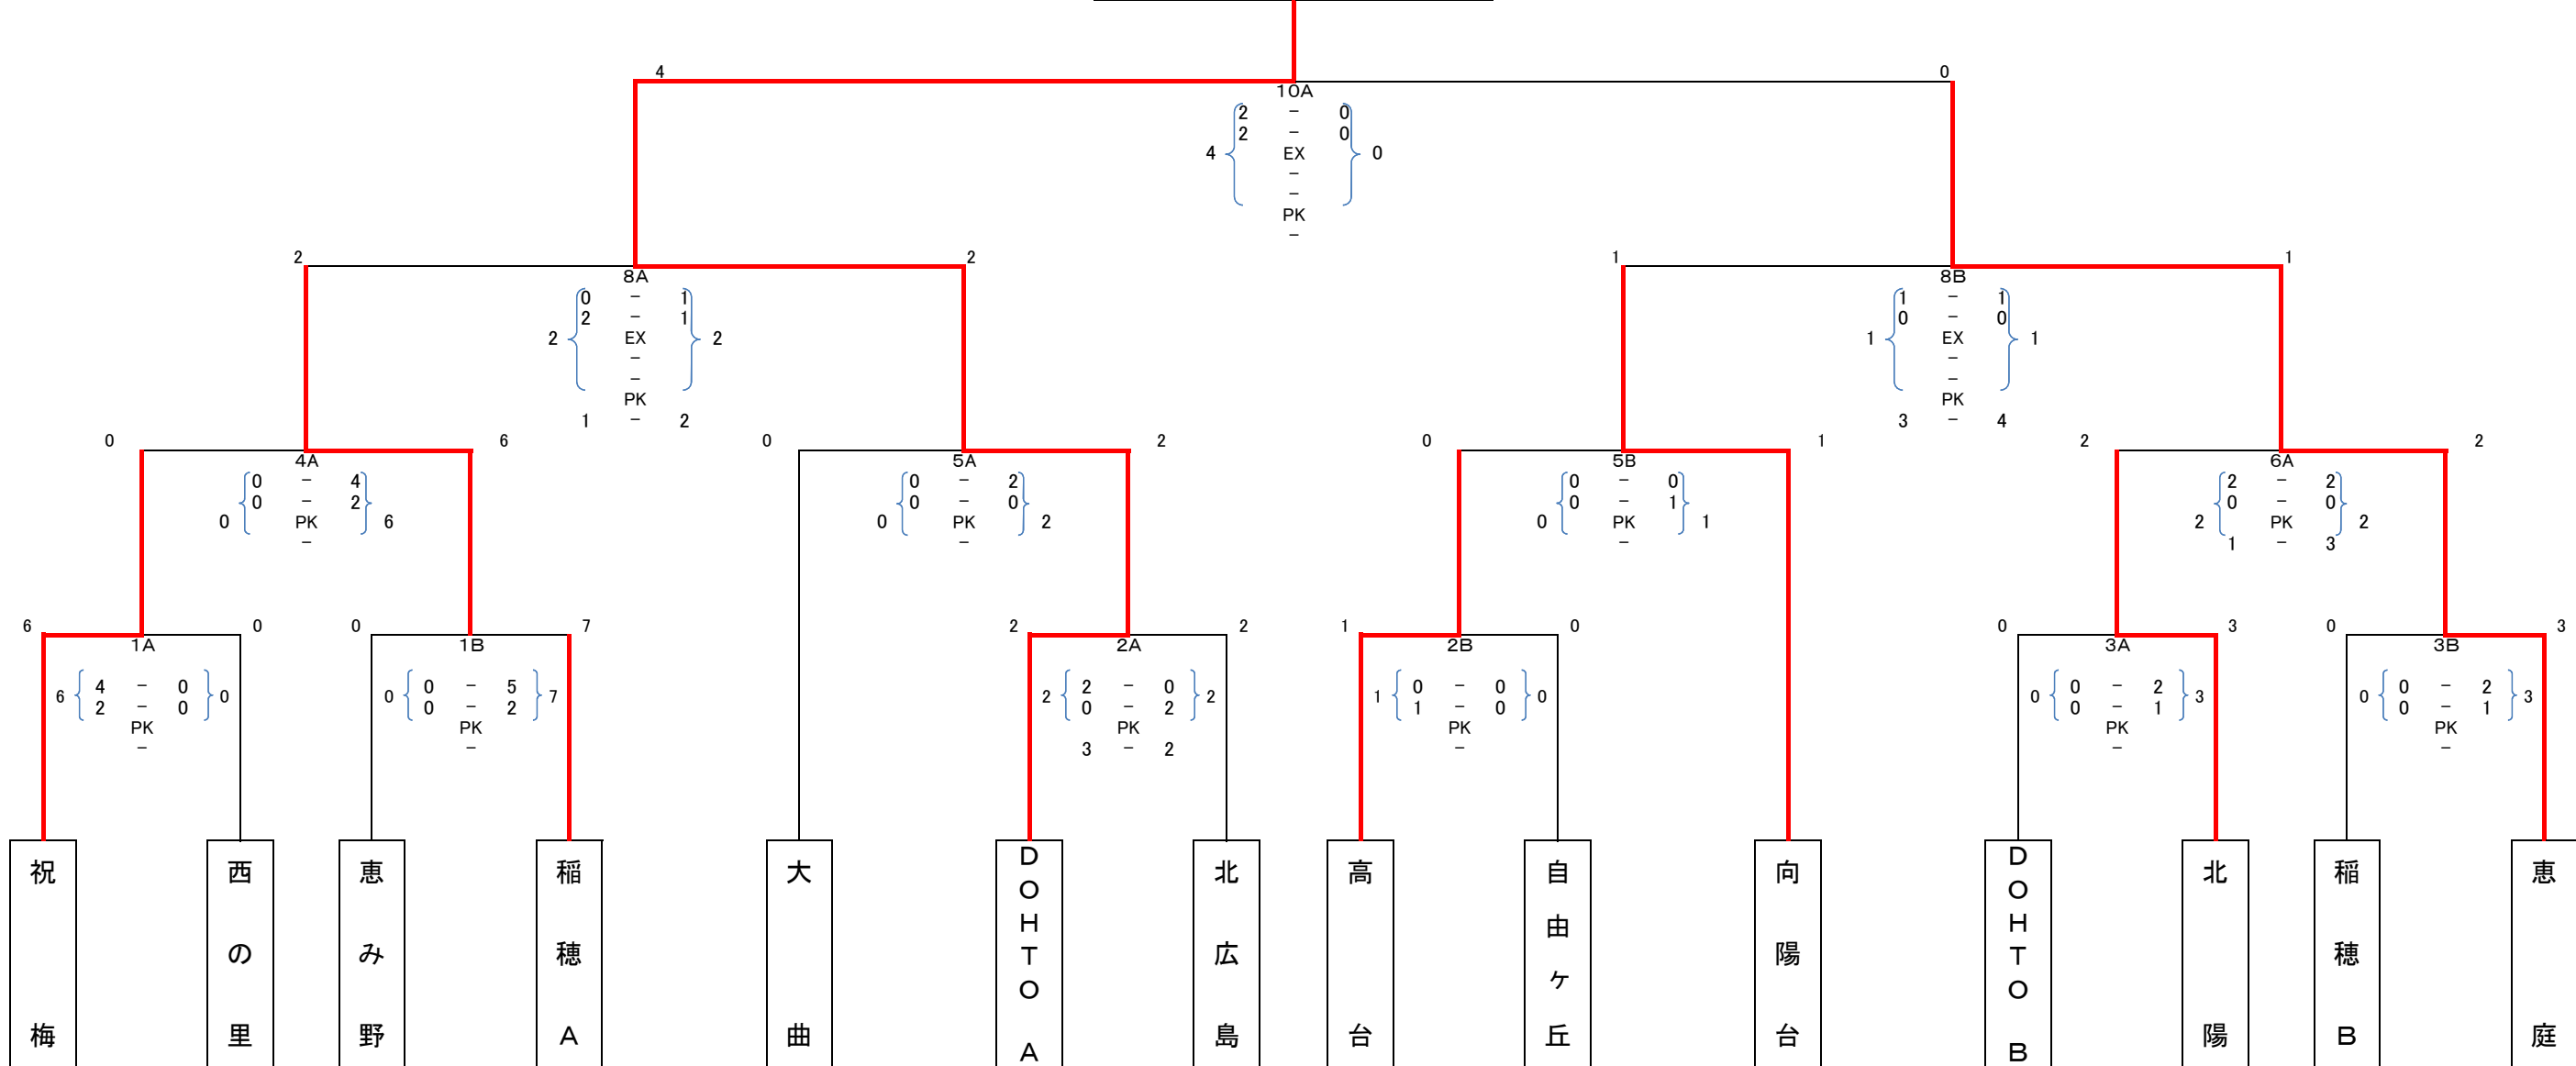 4 0
10A
2 - 0
2 - 0
4 EX 0
-
-
PK
-
2 2 1 1
8A 8B
0 - 1 1 - 1
2 - 1 0 - 0
2 EX 2 1 EX 1
- -
- -
PK PK
1 - 2 3 - 4
0 6 0 2 0 1 2 2
4A 5A 5B 6A
0 - 4 0 - 2 0 - 0 2 - 2
0 - 2 0 - 0 0 - 1 0 - 0
0 PK 6 0 PK 2 0 PK 1 2 PK 2
- - - 1 - 3
6 0 0 7 2 2 1 0 0 3 0 3
1A 1B 2A 2B 3A 3B
4 - 0 0 - 5 2 - 0 0 - 0 0 - 2 0 - 2
6 0 0 7 2 2 1 0 0 3 0 3
2 - 0 0 - 2 0 - 2 1 - 0 0 - 1 0 - 1
PK PK PK PK PK PK
- - 3 - 2 - - -
祝梅
西の里
恵み野
稲穂A
大曲
DOHTO A
北広島
高台
自由ヶ丘
向陽台
DOHTO B
北陽
稲穂B
恵庭